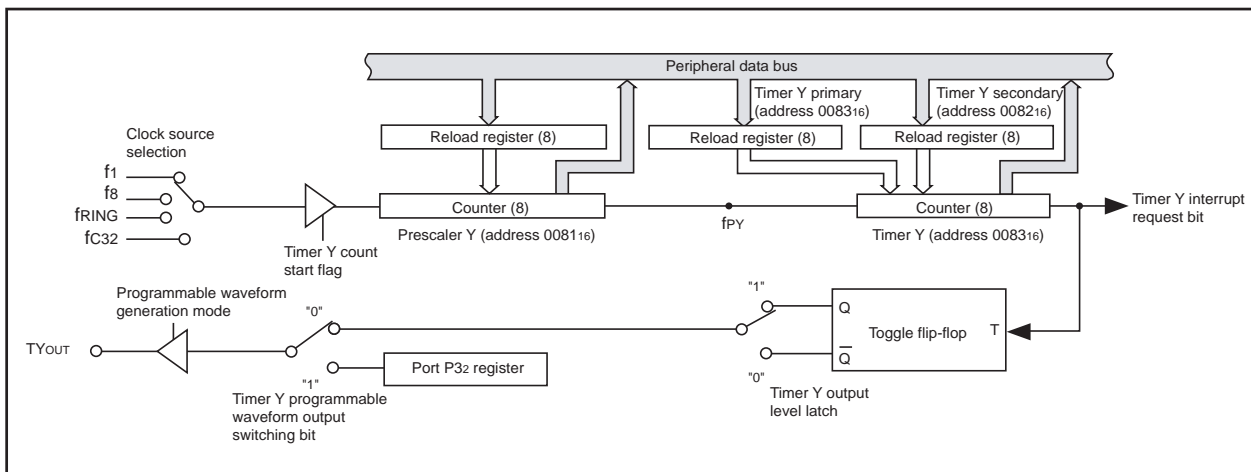 Peripheral data bus
Timer Y primary
(address 008316)
Timer Y secondary
(address 008216)
Reload register (8)
Reload register (8)
Reload register (8)
Clock source
selection
f1
f8
fRING
fC32
Timer Y count
start flag
Counter (8)
Prescaler Y (address 008116)
fPY
Counter (8)
Timer Y (address 008316)
Timer Y interrupt
request bit
Programmable waveform
generation mode
TYOUT
"0"
"1"
Timer Y programmable
waveform output
switching bit
Port P32 register
"1"
"0"
Timer Y output
level latch
Q
Q̅
Toggle flip-flop
T